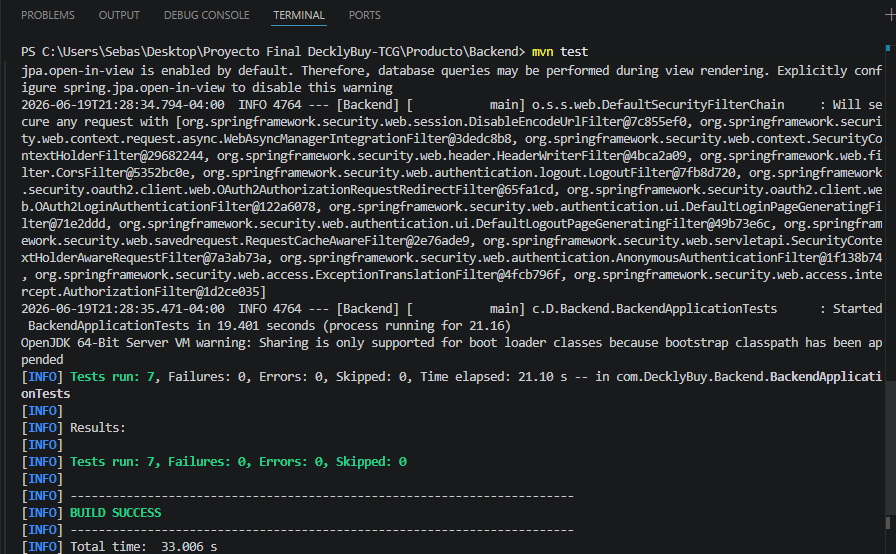 PROBLEMS OUTPUT DEBUG CONSOLE TERMINAL PORTS
PS C:\Users\Sebas\Desktop\Proyecto Final DecklyBuy-TCG\Producto\Backend> mvn test
jpa.open-in-view is enabled by default. Therefore, database queries may be performed during view rendering. Explicitly conf
igure spring.jpa.open-in-view to disable this warning
2026-06-19T21:28:34.794-04:00  INFO 4764 --- [Backend] [           main] o.s.s.web.DefaultSecurityFilterChain     : Will se
cure any request with [org.springframework.security.web.session.DisableEncodeUrlFilter@7c855ef0, org.springframework.securi
ty.web.context.request.async.WebAsyncManagerIntegrationFilter@3dedc8b8, org.springframework.security.web.context.SecurityCo
ntextHolderFilter@29682244, org.springframework.security.web.header.HeaderWriterFilter@4bca2a09, org.springframework.web.fi
lter.CorsFilter@5352bc0e, org.springframework.security.web.authentication.logout.LogoutFilter@7fb8d720, org.springframework
.security.oauth2.client.web.OAuth2AuthorizationRequestRedirectFilter@65fa1cd, org.springframework.security.oauth2.client.we
b.OAuth2LoginAuthenticationFilter@122a6078, org.springframework.security.web.authentication.ui.DefaultLoginPageGeneratingFi
lter@71e2ddd, org.springframework.security.web.authentication.ui.DefaultLogoutPageGeneratingFilter@49b73e6c, org.springfram
ework.security.web.savedrequest.RequestCacheAwareFilter@2e76ade9, org.springframework.security.web.servletapi.SecurityConte
xtHolderAwareRequestFilter@7a3ab73a, org.springframework.security.web.authentication.AnonymousAuthenticationFilter@1f138b74
, org.springframework.security.web.access.ExceptionTranslationFilter@4fcb796f, org.springframework.security.web.access.inte
rcept.AuthorizationFilter@1d2ce035]
2026-06-19T21:28:35.471-04:00  INFO 4764 --- [Backend] [           main] c.D.Backend.BackendApplicationTests      : Started
 BackendApplicationTests in 19.401 seconds (process running for 21.16)
OpenJDK 64-Bit Server VM warning: Sharing is only supported for boot loader classes because bootstrap classpath has been ap
pended
[INFO] Tests run: 7, Failures: 0, Errors: 0, Skipped: 0, Time elapsed: 21.10 s -- in com.DecklyBuy.Backend.BackendApplicati
onTests
[INFO]
[INFO] Results:
[INFO]
[INFO] Tests run: 7, Failures: 0, Errors: 0, Skipped: 0
[INFO]
[INFO] ------------------------------------------------------------------------
[INFO] BUILD SUCCESS
[INFO] ------------------------------------------------------------------------
[INFO] Total time:  33.006 s